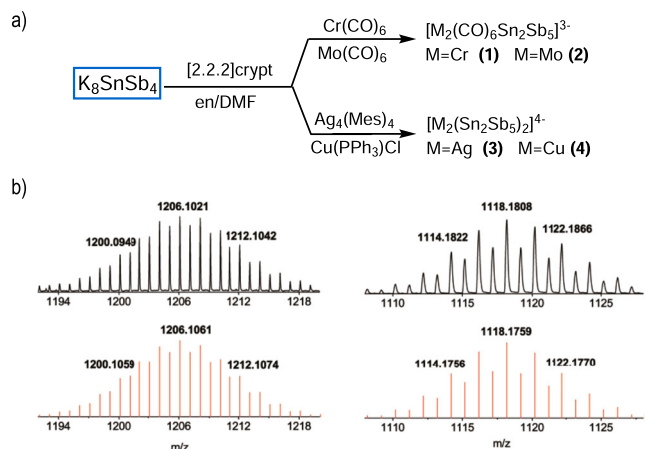 a)
K₈SnSb₄
[2.2.2]crypt
en/DMF
Cr(CO)₆
Mo(CO)₆
[M₂(CO)₆Sn₂Sb₅]³⁻
M=Cr (1) M=Mo (2)
Ag₄(Mes)₄
Cu(PPh₃)Cl
[M₂(Sn₂Sb₅)₂]⁴⁻
M=Ag (3) M=Cu (4)
b)
1206.1021
1200.0949
1212.1042
1194 1200 1206 1212 1218
1118.1808
1114.1822
1122.1866
1110 1115 1120 1125
1206.1061
1200.1059
1212.1074
1194 1200 1206 1212 1218
m/z
1118.1759
1114.1756
1122.1770
1110 1115 1120 1125
m/z